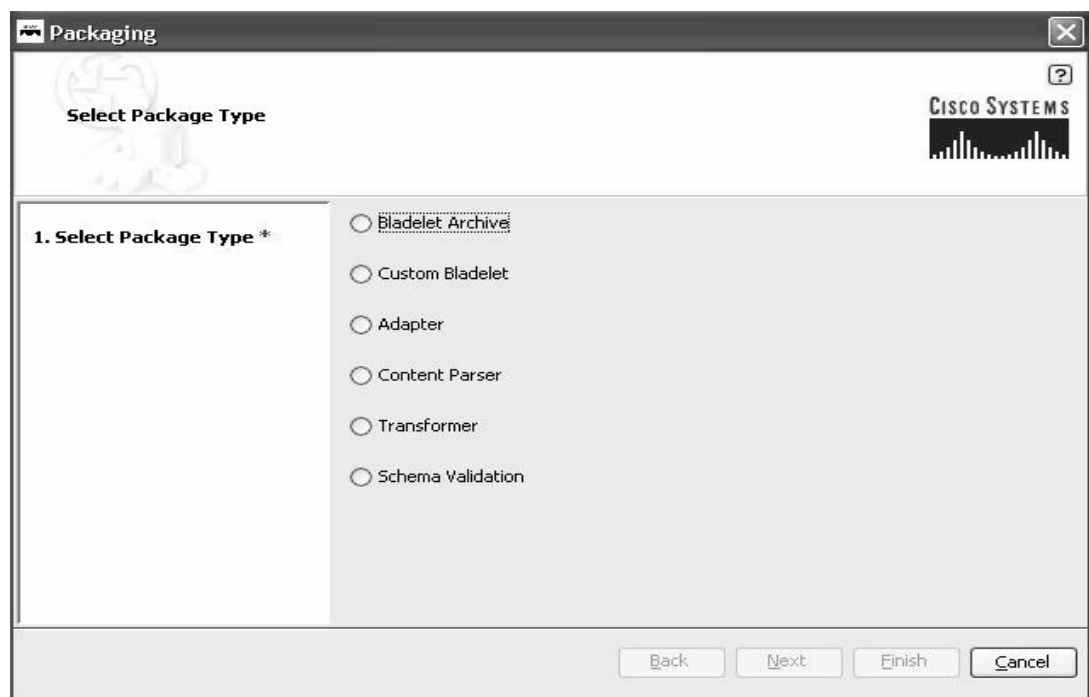 Packaging
?
Select Package Type
CISCO SYSTEMS
1. Select Package Type *
Bladelet Archive
Custom Bladelet
Adapter
Content Parser
Transformer
Schema Validation
Back Next Finish Cancel